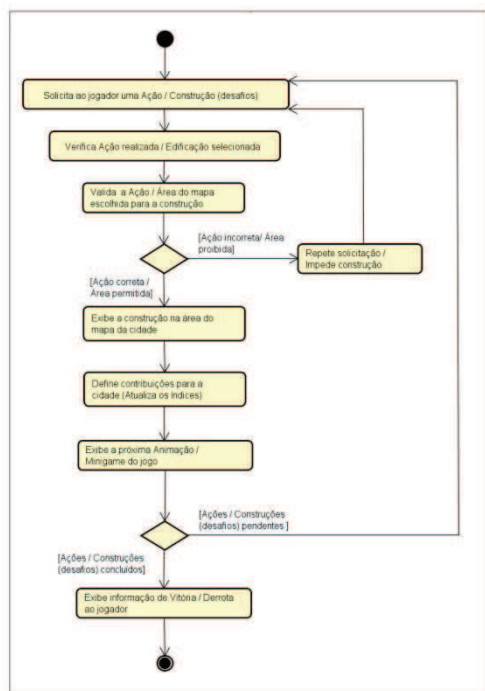 Solicita ao jogador uma Ação / Construção (desafios)
Verifica Ação realizada / Edificação selecionada
Valida a Ação / Área do mapa
escolhida para a construção
[Ação incorreta/ Área
proibida]
Repete solicitação /
Impede construção
[Ação correta /
Área permitida]
Exibe a construção na área do
mapa da cidade
Define contribuições para a
cidade (Atualiza os índices)
Exibe a próxima Animação /
Minigame do jogo
[Ações / Construções
(desafios) pendentes ]
[Ações / Construções
(desafios) concluídos]
Exibe informação de Vitória / Derrota
ao jogador